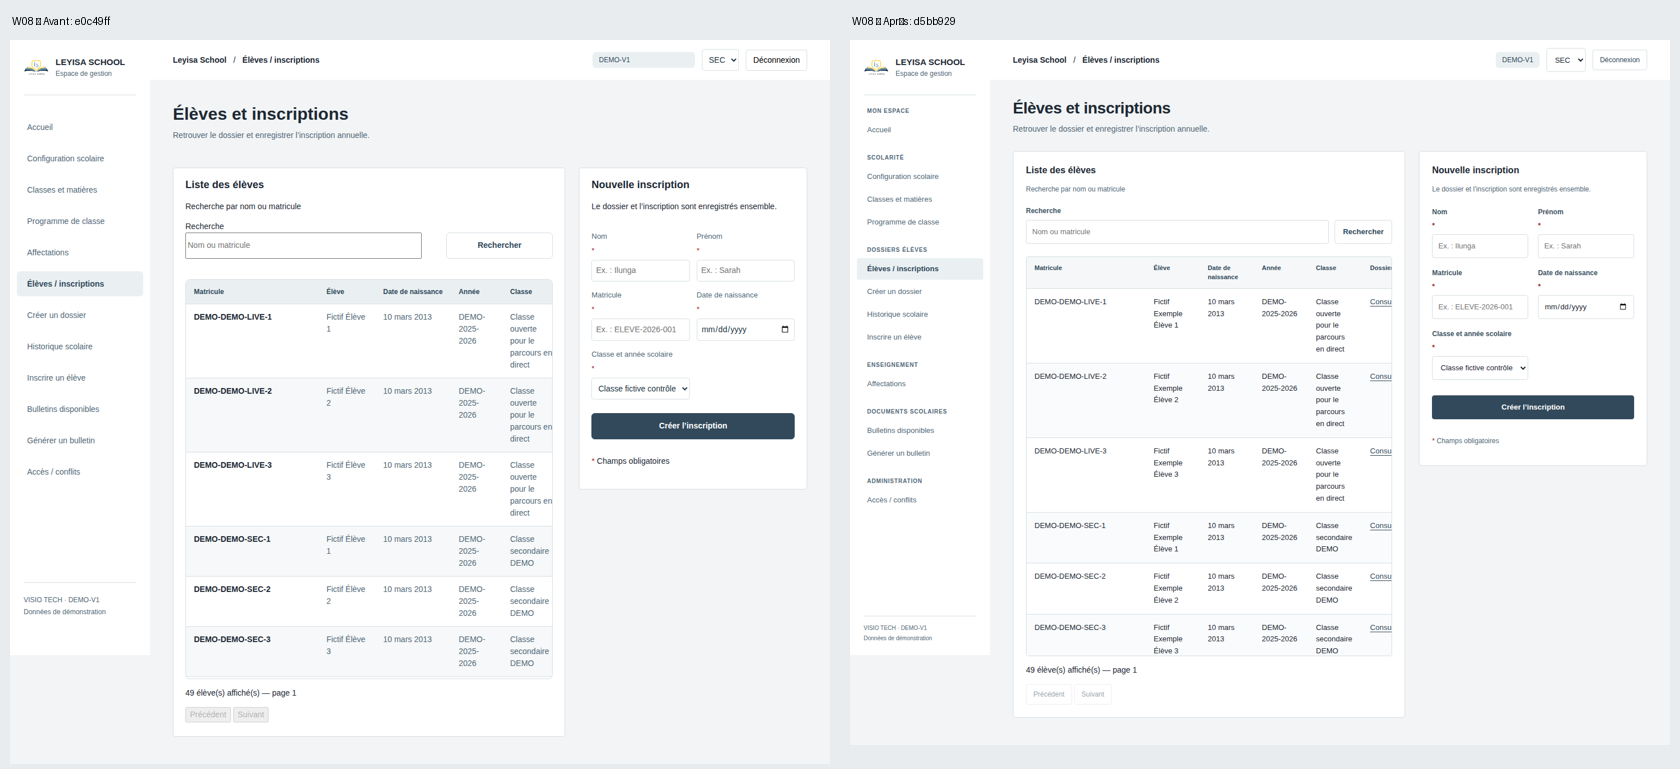 W08 Avant : e0c49ff
LEYISA SCHOOL
Espace de gestion
Leyisa School / Élèves / inscriptions
DEMO-V1
SEC
Déconnexion
Accueil
Configuration scolaire
Classes et matières
Programme de classe
Affectations
Élèves / inscriptions
Créer un dossier
Historique scolaire
Inscrire un élève
Bulletins disponibles
Générer un bulletin
Accès / conflits
VISIO TECH · DEMO-V1
Données de démonstration
Élèves et inscriptions
Retrouver le dossier et enregistrer l'inscription annuelle.
Liste des élèves
Recherche par nom ou matricule
Recherche
Nom ou matricule
Rechercher
Matricule Élève Date de naissance Année Classe
DEMO-DEMO-LIVE-1 Fictif Élève 10 mars 2013 DEMO- Classe
1 2025- ouverte
2026 pour le
parcours en
direct
DEMO-DEMO-LIVE-2 Fictif Élève 10 mars 2013 DEMO- Classe
2 2025- ouverte
2026 pour le
parcours en
direct
DEMO-DEMO-LIVE-3 Fictif Élève 10 mars 2013 DEMO- Classe
3 2025- ouverte
2026 pour le
parcours en
direct
DEMO-DEMO-SEC-1 Fictif Élève 10 mars 2013 DEMO- Classe
1 2025- secondaire
2026 DEMO
DEMO-DEMO-SEC-2 Fictif Élève 10 mars 2013 DEMO- Classe
2 2025- secondaire
2026 DEMO
DEMO-DEMO-SEC-3 Fictif Élève 10 mars 2013 DEMO- Classe
3 2025- secondaire
2026 DEMO
49 élève(s) affiché(s) — page 1
Précédent Suivant
Nouvelle inscription
Le dossier et l'inscription sont enregistrés ensemble.
Nom Prénom
* *
Ex. : Ilunga Ex. : Sarah
Matricule Date de naissance
* *
Ex. : ELEVE-2026-001 mm/dd/yyyy
Classe et année scolaire
*
Classe fictive contrôle
Créer l'inscription
* Champs obligatoires
W08 Après : d5bb929
LEYISA SCHOOL
Espace de gestion
Leyisa School / Élèves / inscriptions
DEMO-V1
SEC
Déconnexion
MON ESPACE
Accueil
SCOLARITÉ
Configuration scolaire
Classes et matières
Programme de classe
DOSSIERS ÉLÈVES
Élèves / inscriptions
Créer un dossier
Historique scolaire
Inscrire un élève
ENSEIGNEMENT
Affectations
DOCUMENTS SCOLAIRES
Bulletins disponibles
Générer un bulletin
ADMINISTRATION
Accès / conflits
VISIO TECH · DEMO-V1
Données de démonstration
Élèves et inscriptions
Retrouver le dossier et enregistrer l'inscription annuelle.
Liste des élèves
Recherche par nom ou matricule
Recherche
Nom ou matricule
Rechercher
Matricule Élève Date de Année Classe Dossier
naissance
DEMO-DEMO-LIVE-1 Fictif 10 mars DEMO- Classe Consu
Exemple 2013 2025-2026 ouverte
Élève 1 pour le
parcours
en direct
DEMO-DEMO-LIVE-2 Fictif 10 mars DEMO- Classe Consu
Exemple 2013 2025-2026 ouverte
Élève 2 pour le
parcours
en direct
DEMO-DEMO-LIVE-3 Fictif 10 mars DEMO- Classe Consu
Exemple 2013 2025-2026 ouverte
Élève 3 pour le
parcours
en direct
DEMO-DEMO-SEC-1 Fictif 10 mars DEMO- Classe Consu
Exemple 2013 2025-2026 secondaire
Élève 1 DEMO
DEMO-DEMO-SEC-2 Fictif 10 mars DEMO- Classe Consu
Exemple 2013 2025-2026 secondaire
Élève 2 DEMO
DEMO-DEMO-SEC-3 Fictif 10 mars DEMO- Classe Consu
Exemple 2013 2025-2026 secondaire
Élève 3 DEMO
49 élève(s) affiché(s) — page 1
Précédent Suivant
Nouvelle inscription
Le dossier et l'inscription sont enregistrés ensemble.
Nom Prénom
* *
Ex. : Ilunga Ex. : Sarah
Matricule Date de naissance
* *
Ex. : ELEVE-2026-001 mm/dd/yyyy
Classe et année scolaire
*
Classe fictive contrôle
Créer l'inscription
* Champs obligatoires